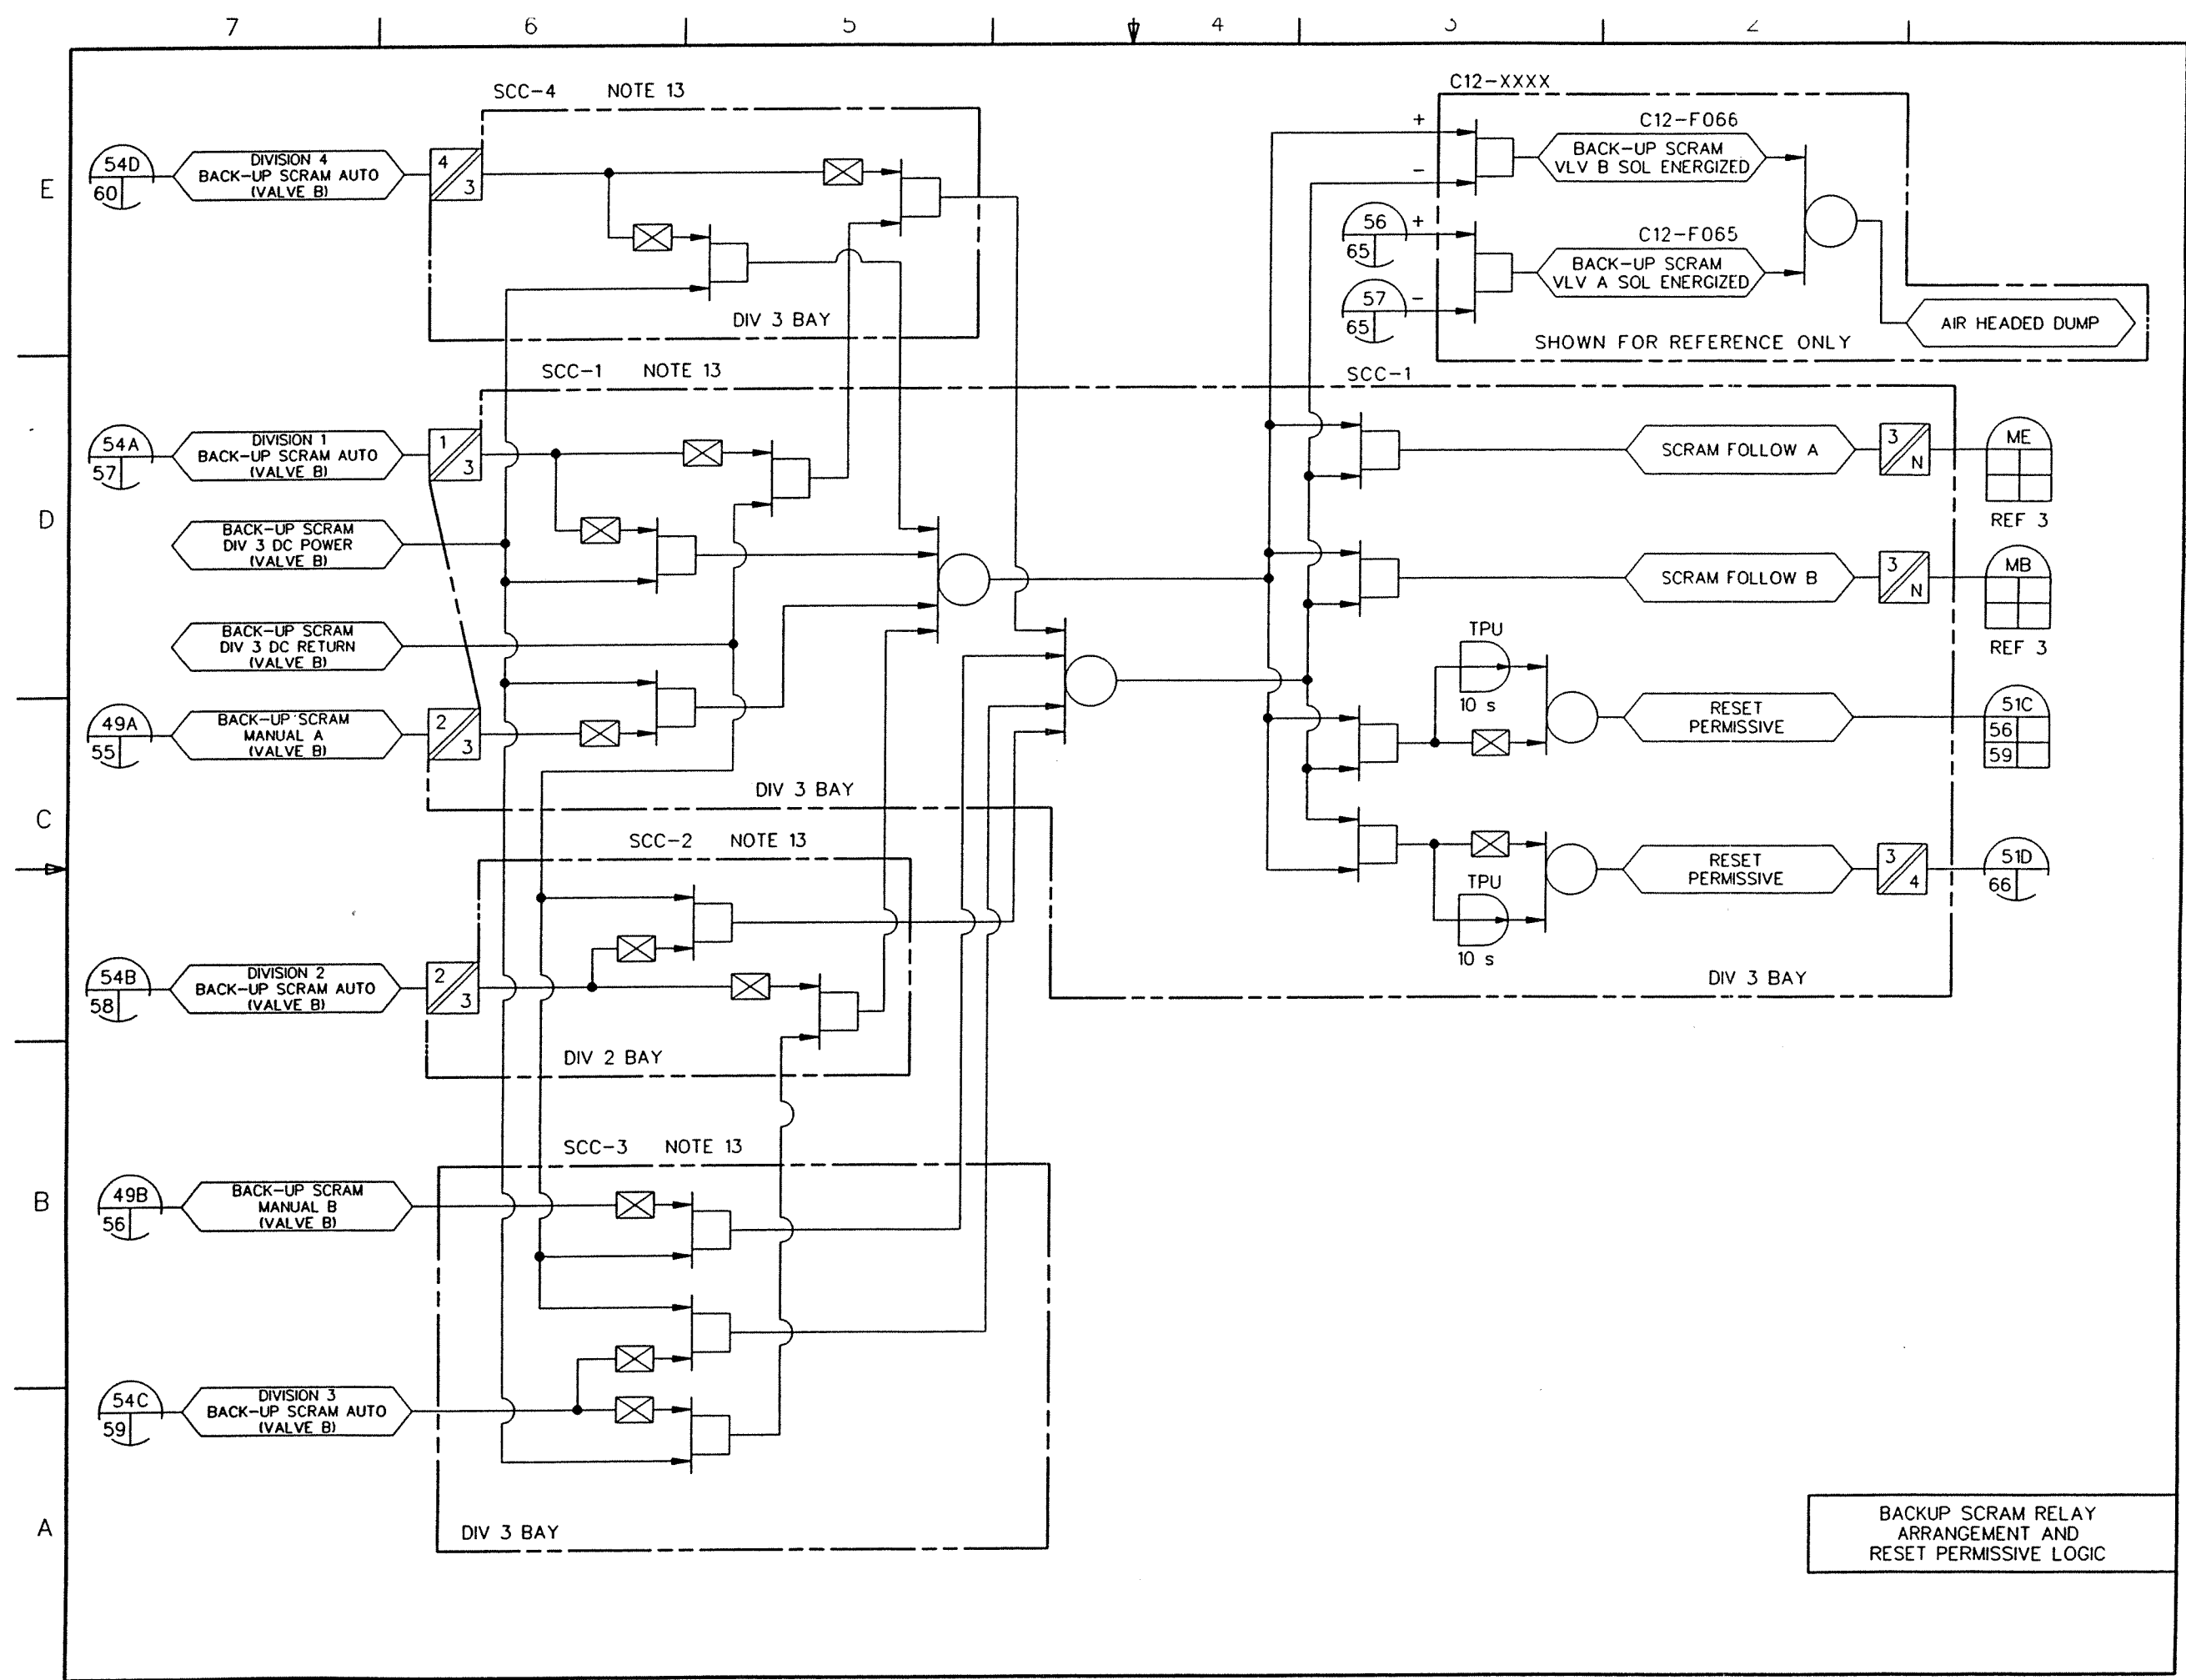 7 6 5 4 3 2
E
D
C
B
A
SCC-4 NOTE 13
54D
60
DIVISION 4
BACK-UP SCRAM AUTO
(VALVE B)
4
3
DIV 3 BAY
C12-XXXX
+
-
C12-F066
BACK-UP SCRAM
VLV B SOL ENERGIZED
56
65
+
57
65
-
C12-F065
BACK-UP SCRAM
VLV A SOL ENERGIZED
AIR HEADED DUMP
SHOWN FOR REFERENCE ONLY
SCC-1 NOTE 13
SCC-1
54A
57
DIVISION 1
BACK-UP SCRAM AUTO
(VALVE B)
1
3
BACK-UP SCRAM
DIV 3 DC POWER
(VALVE B)
BACK-UP SCRAM
DIV 3 DC RETURN
(VALVE B)
49A
55
BACK-UP SCRAM
MANUAL A
(VALVE B)
2
3
DIV 3 BAY
SCRAM FOLLOW A
3
N
ME
REF 3
SCRAM FOLLOW B
3
N
MB
REF 3
TPU
10 s
RESET
PERMISSIVE
51C
56
59
TPU
10 s
RESET
PERMISSIVE
3
4
51D
66
DIV 3 BAY
SCC-2 NOTE 13
54B
58
DIVISION 2
BACK-UP SCRAM AUTO
(VALVE B)
2
3
DIV 2 BAY
SCC-3 NOTE 13
49B
56
BACK-UP SCRAM
MANUAL B
(VALVE B)
54C
59
DIVISION 3
BACK-UP SCRAM AUTO
(VALVE B)
DIV 3 BAY
BACKUP SCRAM RELAY
ARRANGEMENT AND
RESET PERMISSIVE LOGIC